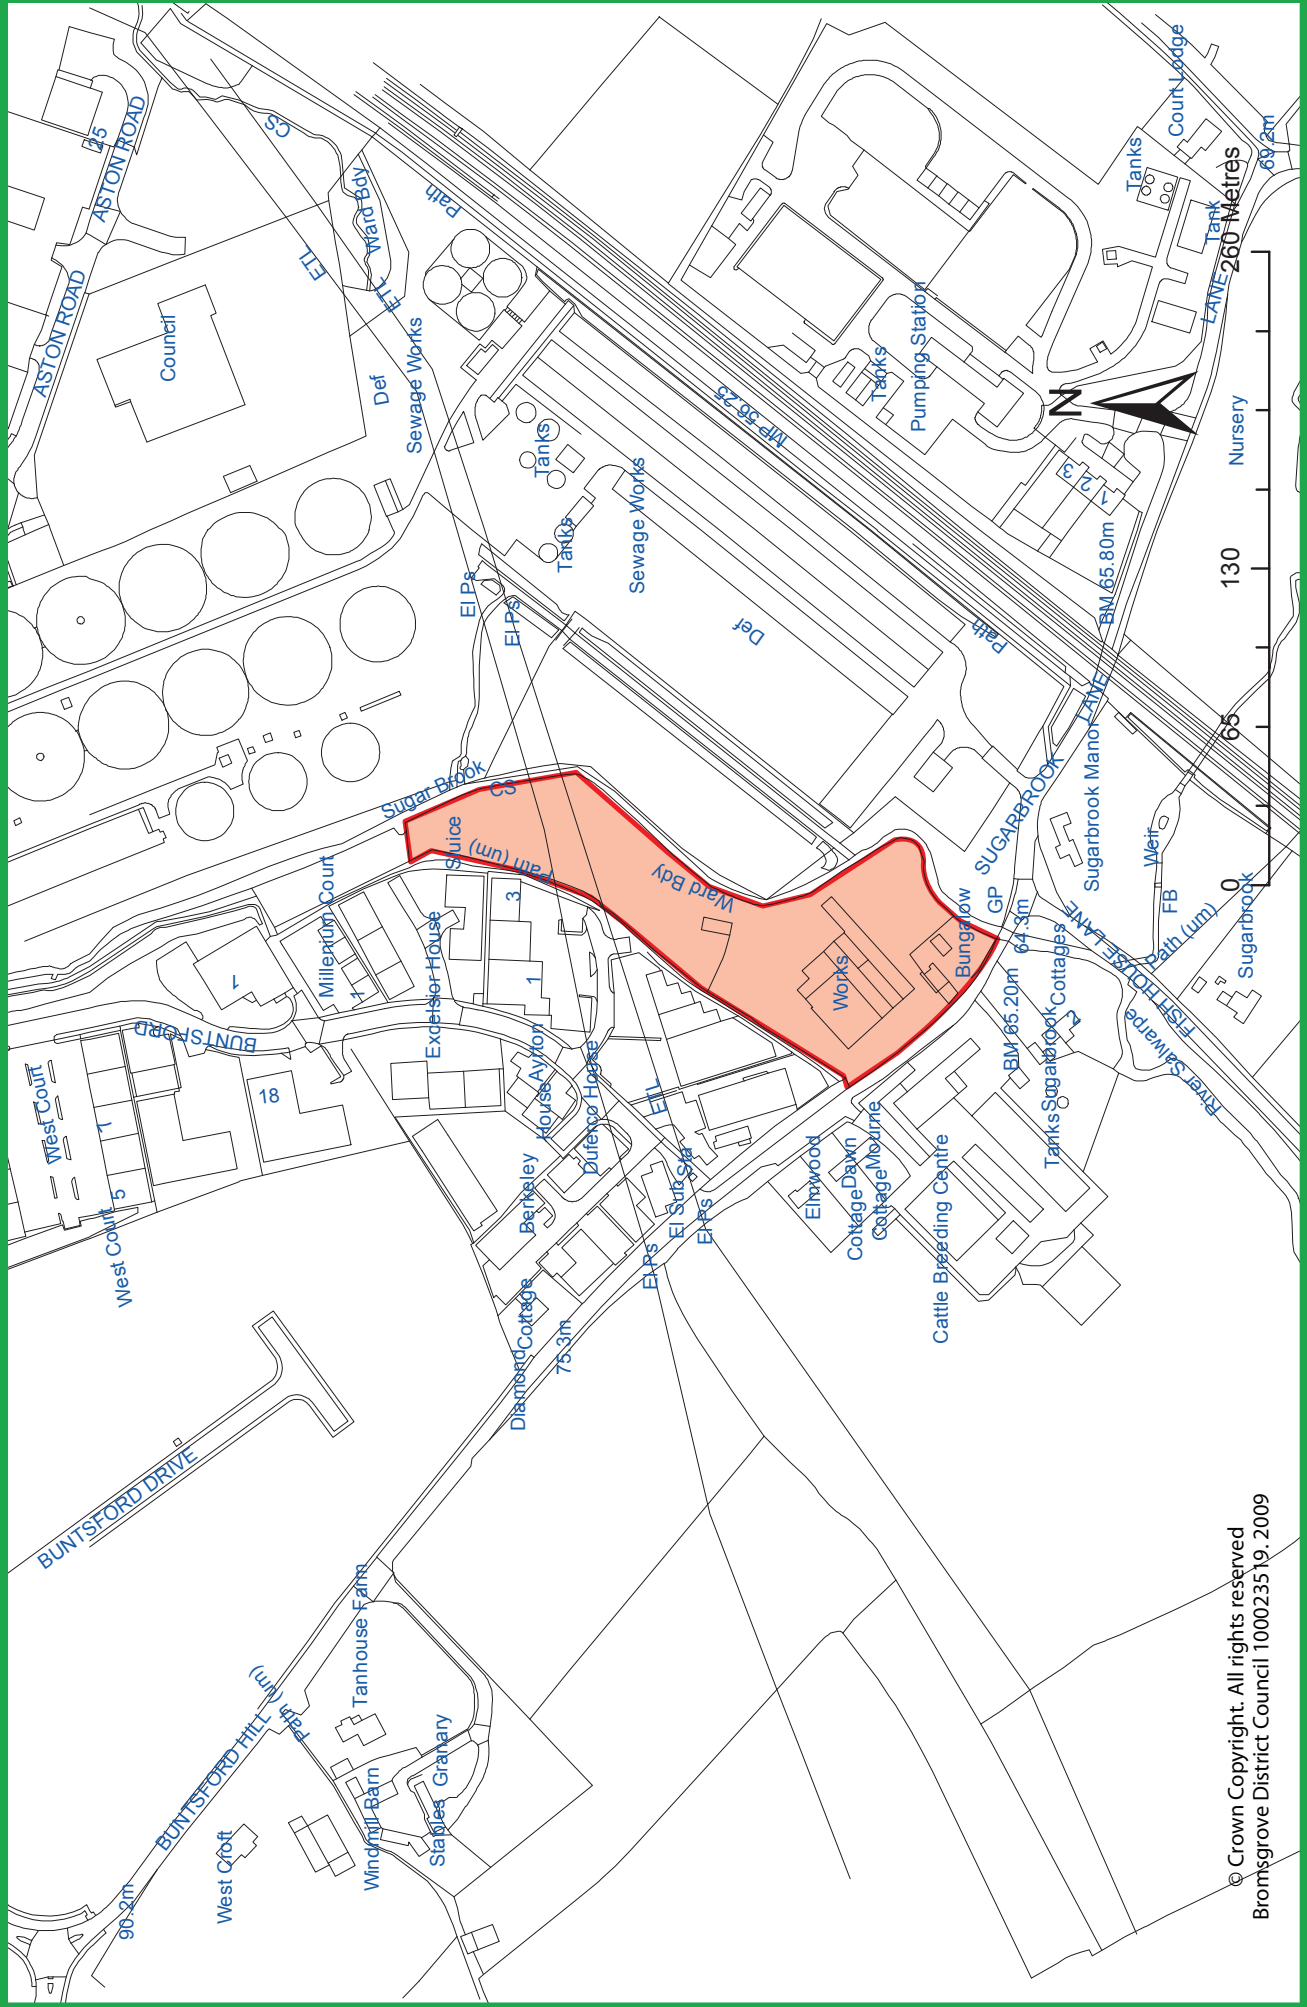 ASTON ROAD
25
ASTON ROAD
CS
Ward Bdy
Path
ETL
ETL
Council
Def
Sewage Works
Tanks
Tanks
Sewage Works
Def
El Ps
El Ps
MP 56.25
Path
Tanks
Pumping Station
Tanks
Court Lodge
Tank
69.2m
LANE
Nursery
N
1
2
3
BM 65.80m
LANE
SUGARBROOK
Sugarbrook Manor
Weir
FB
Path (um)
Sugarbrook
FISH HOUSE LANE
River Salwarpe
GP
64.3m
Bungalow
BM 65.20m
Sugarbrook
Cottages
2
Tanks
Works
Ward Bdy
Path (um)
Sluice
CS
Sugar Brook
Millenium Court
1
1
3
1
Excelsior House
BUNTSFORD
18
West Court
7
5
West Court
Ayrton
House
Duferco House
Berkeley
ETL
El Sub Sta
El Ps
El Ps
Elmwood
Dawn
Cottage
Mourne
Cottage
Cattle Breeding Centre
Diamond
Cottage
75.3m
BUNTSFORD DRIVE
BUNTSFORD HILL
Path (um)
Tanhouse Farm
Windmill Barn
Granary
Stables
West Croft
90.2m
0
65
130
260 Metres
© Crown Copyright. All rights reserved
Bromsgrove District Council 100023519. 2009